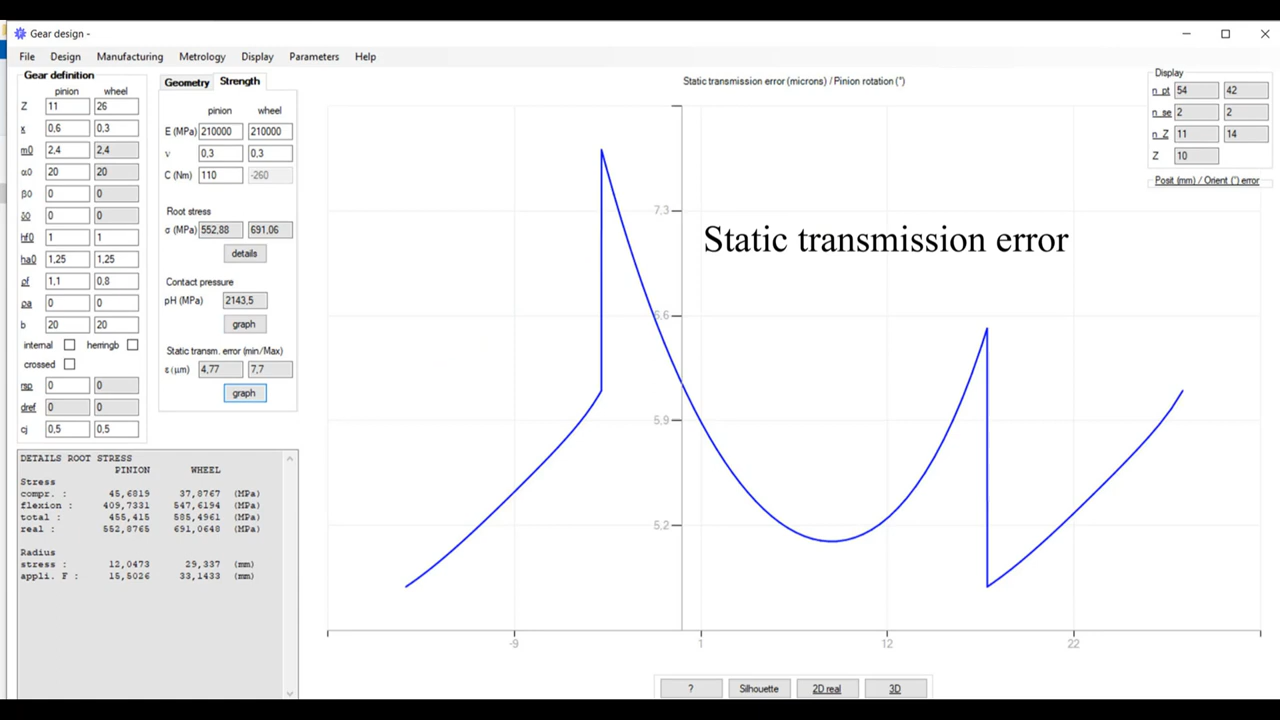 Gear design -
File Design Manufacturing Metrology Display Parameters Help
Gear definition
pinion wheel
Z 11 26
x 0,6 0,3
m0 2,4 2,4
α0 20 20
β0 0 0
δ0 0 0
hf0 1 1
ha0 1,25 1,25
ρf 1,1 0,8
ρa 0 0
b 20 20
internal herringb
crossed
rsp 0 0
dref 0 0
cj 0,5 0,5
Geometry Strength
pinion wheel
E (MPa) 210000 210000
ν 0,3 0,3
C (Nm) 110 -260
Root stress
σ (MPa) 552,88 691,06
details
Contact pressure
pH (MPa) 2143,5
graph
Static transm. error (min/Max)
ε (μm) 4,77 7,7
graph
DETAILS ROOT STRESS
PINION WHEEL
Stress
compr. : 45,6819 37,8767 (MPa)
flexion : 409,7331 547,6194 (MPa)
total : 455,415 585,4961 (MPa)
real : 552,8765 691,0648 (MPa)
Radius
stress : 12,0473 29,337 (mm)
appli. F : 15,5026 33,1433 (mm)
Static transmission error (microns) / Pinion rotation (°)
7,3
6,6
5,9
5,2
-9 1 12 22
Static transmission error
Display
n_pt 54 42
n_se 2 2
n_Z 11 14
Z 10
Posit (mm) / Orient (°) error
? Silhouette 2D real 3D